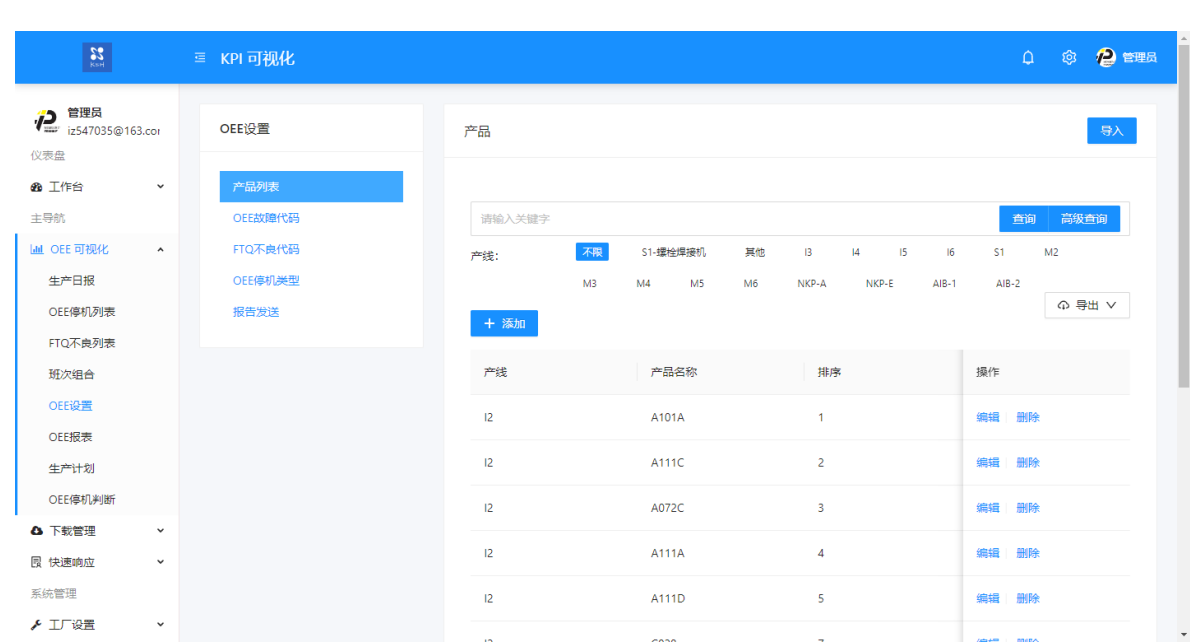 KPI 可视化
管理员
管理员
iz547035@163.cor
仪表盘
工作台
主导航
OEE 可视化
生产日报
OEE停机列表
FTQ不良列表
班次组合
OEE设置
OEE报表
生产计划
OEE停机判断
下载管理
快速响应
系统管理
工厂设置
OEE设置
产品列表
OEE故障代码
FTQ不良代码
OEE停机类型
报告发送
产品
导入
请输入关键字
查询 高级查询
产线: 不限 S1-螺栓焊接机 其他 I3 I4 I5 I6 S1 M2
M3 M4 M5 M6 NKP-A NKP-E AIB-1 AIB-2
导出
+ 添加
产线 产品名称 排序 操作
I2 A101A 1 编辑 删除
I2 A111C 2 编辑 删除
I2 A072C 3 编辑 删除
I2 A111A 4 编辑 删除
I2 A111D 5 编辑 删除